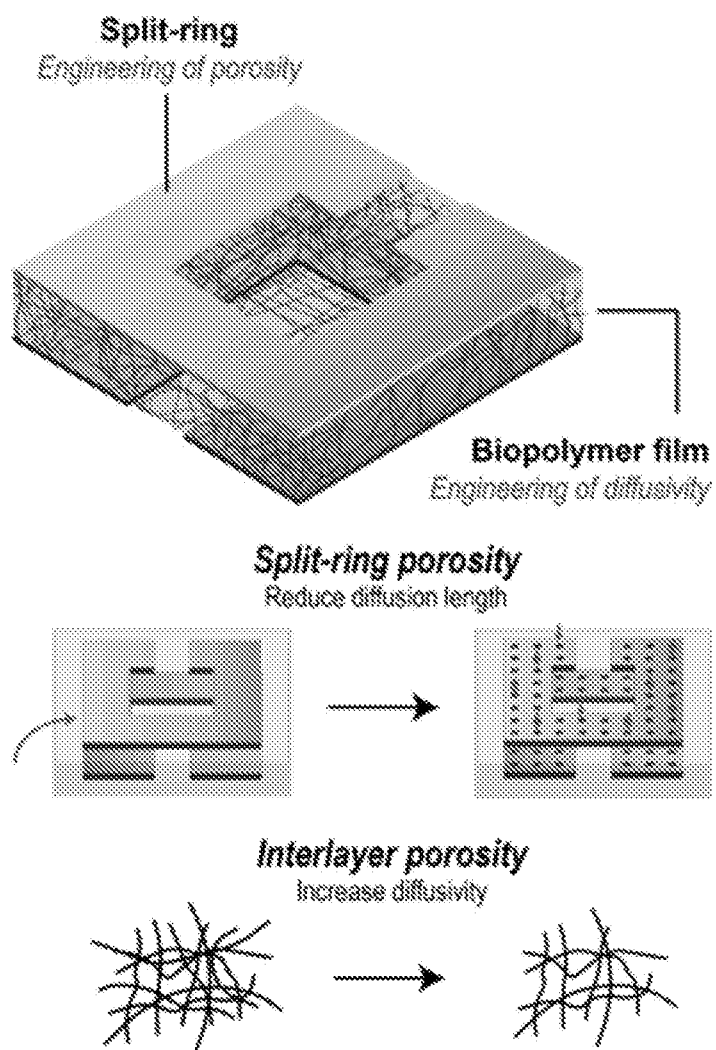 Split-ring
Engineering of porosity
Biopolymer film
Engineering of diffusivity
Split-ring porosity
Reduce diffusion length
Interlayer porosity
Increase diffusivity